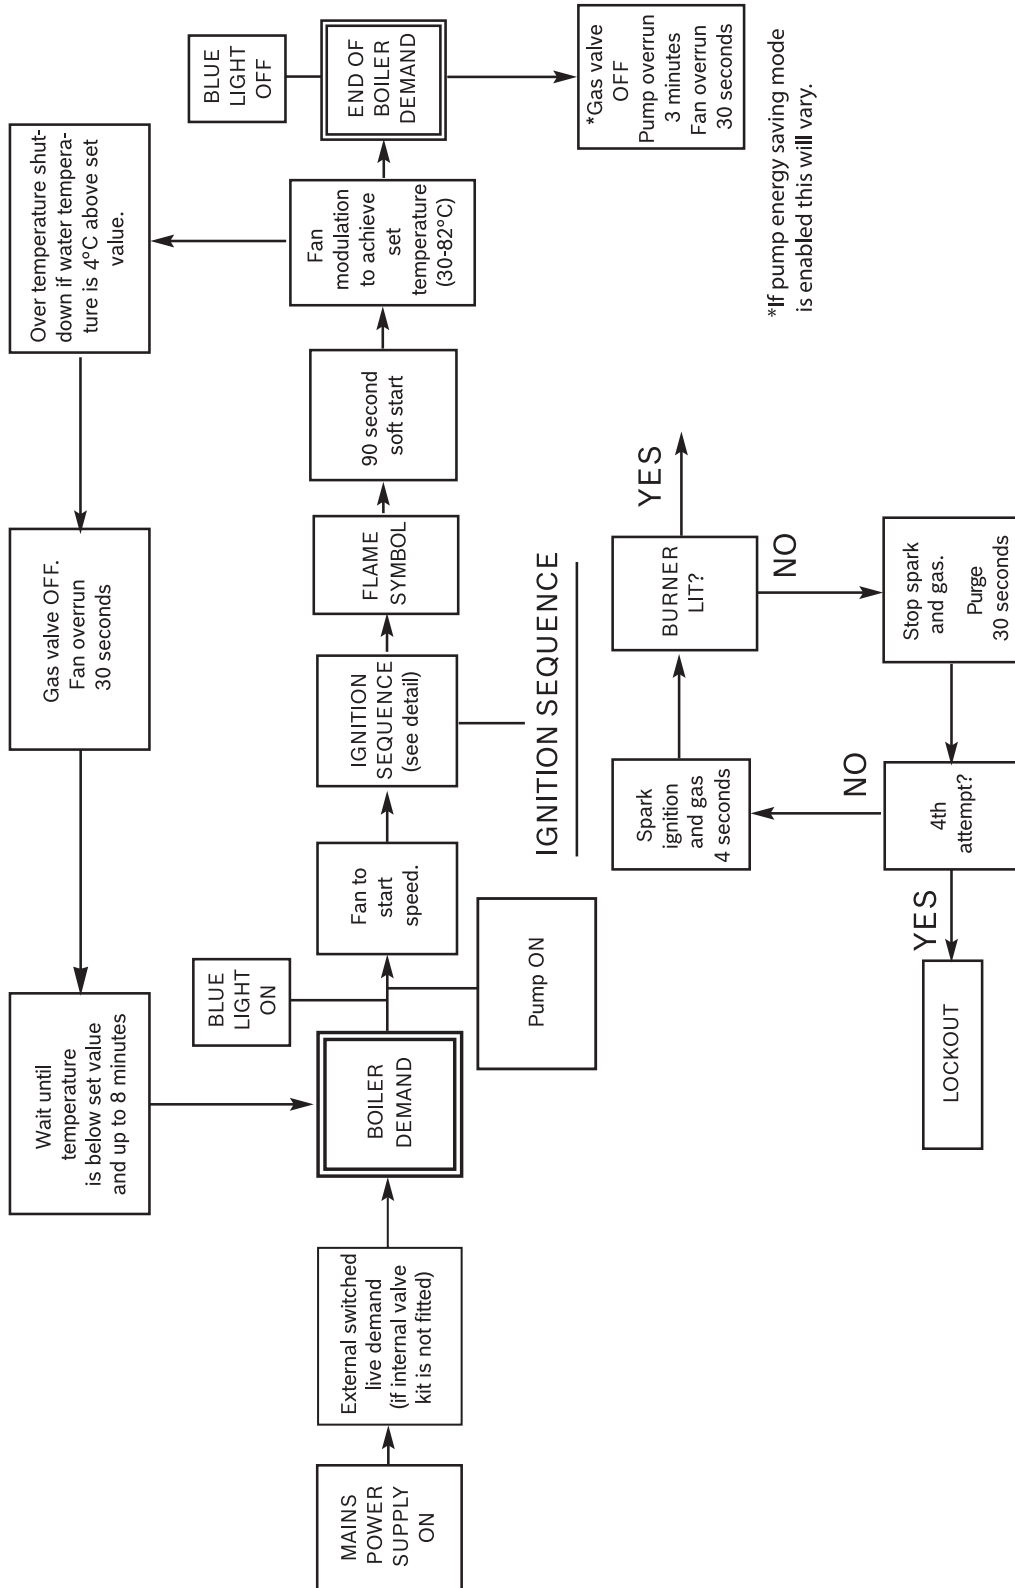 MAINS
POWER
SUPPLY
ON
External switched
live demand
(if internal valve
kit is not fitted)
BOILER
DEMAND
BLUE
LIGHT
ON
Pump ON
Fan to
start
speed.
IGNITION
SEQUENCE
(see detail)
FLAME
SYMBOL
90 second
soft start
Fan
modulation
to achieve
set
temperature
(30-82°C)
END OF
BOILER
DEMAND
BLUE
LIGHT
OFF
*Gas valve
OFF
Pump overrun
3 minutes
Fan overrun
30 seconds
*If pump energy saving mode
is enabled this will vary.
Over temperature shut-
down if water tempera-
ture is 4°C above set
value.
Gas valve OFF.
Fan overrun
30 seconds
Wait until
temperature
is below set value
and up to 8 minutes
IGNITION SEQUENCE
Spark
ignition
and gas
4 seconds
BURNER
LIT?
YES
NO
Stop spark
and gas.
Purge
30 seconds
4th
attempt?
NO
YES
LOCKOUT